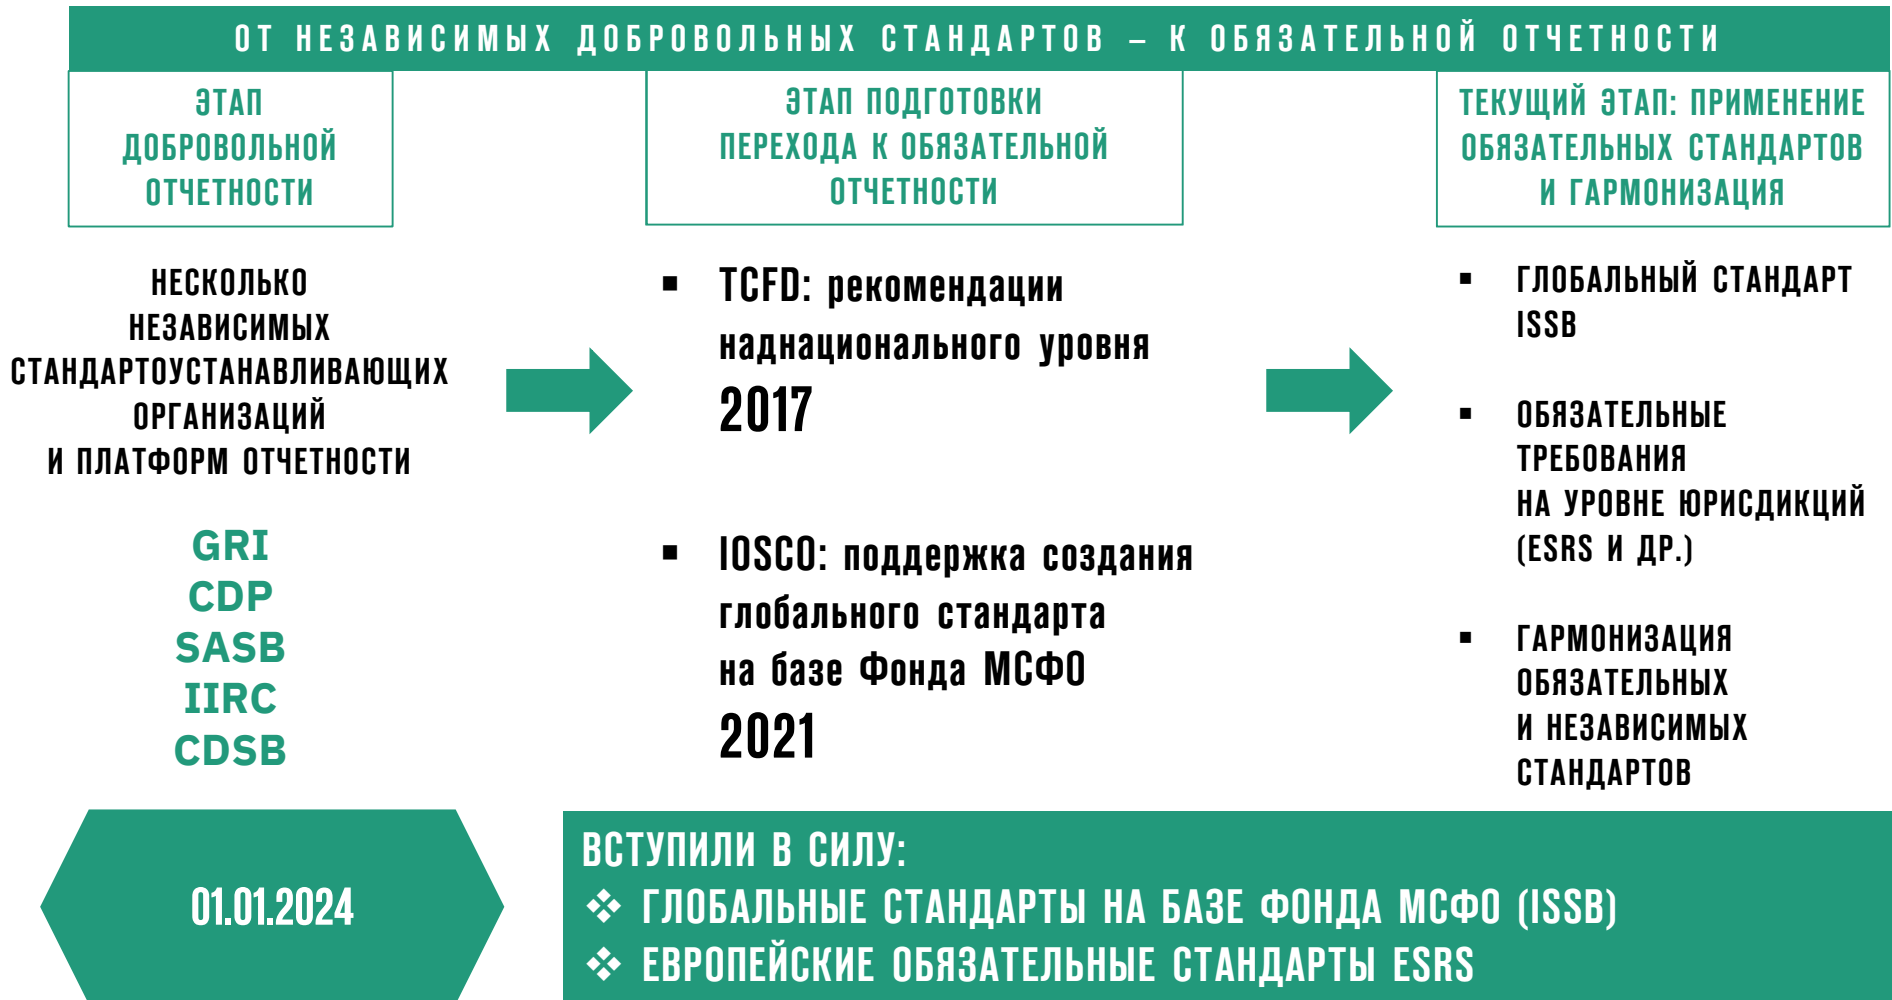 ОТ НЕЗАВИСИМЫХ ДОБРОВОЛЬНЫХ СТАНДАРТОВ – К ОБЯЗАТЕЛЬНОЙ ОТЧЕТНОСТИ
ЭТАП
ДОБРОВОЛЬНОЙ
ОТЧЕТНОСТИ
НЕСКОЛЬКО
НЕЗАВИСИМЫХ
СТАНДАРТОУСТАНАВЛИВАЮЩИХ
ОРГАНИЗАЦИЙ
И ПЛАТФОРМ ОТЧЕТНОСТИ
GRI
CDP
SASB
IIRC
CDSB
ЭТАП ПОДГОТОВКИ
ПЕРЕХОДА К ОБЯЗАТЕЛЬНОЙ
ОТЧЕТНОСТИ
▪ TCFD: рекомендации
наднационального уровня
2017
▪ IOSCO: поддержка создания
глобального стандарта
на базе Фонда МСФО
2021
ТЕКУЩИЙ ЭТАП: ПРИМЕНЕНИЕ
ОБЯЗАТЕЛЬНЫХ СТАНДАРТОВ
И ГАРМОНИЗАЦИЯ
▪ ГЛОБАЛЬНЫЙ СТАНДАРТ
ISSB
▪ ОБЯЗАТЕЛЬНЫЕ
ТРЕБОВАНИЯ
НА УРОВНЕ ЮРИСДИКЦИЙ
(ESRS И ДР.)
▪ ГАРМОНИЗАЦИЯ
ОБЯЗАТЕЛЬНЫХ
И НЕЗАВИСИМЫХ
СТАНДАРТОВ
01.01.2024
ВСТУПИЛИ В СИЛУ:
❖ ГЛОБАЛЬНЫЕ СТАНДАРТЫ НА БАЗЕ ФОНДА МСФО (ISSB)
❖ ЕВРОПЕЙСКИЕ ОБЯЗАТЕЛЬНЫЕ СТАНДАРТЫ ESRS